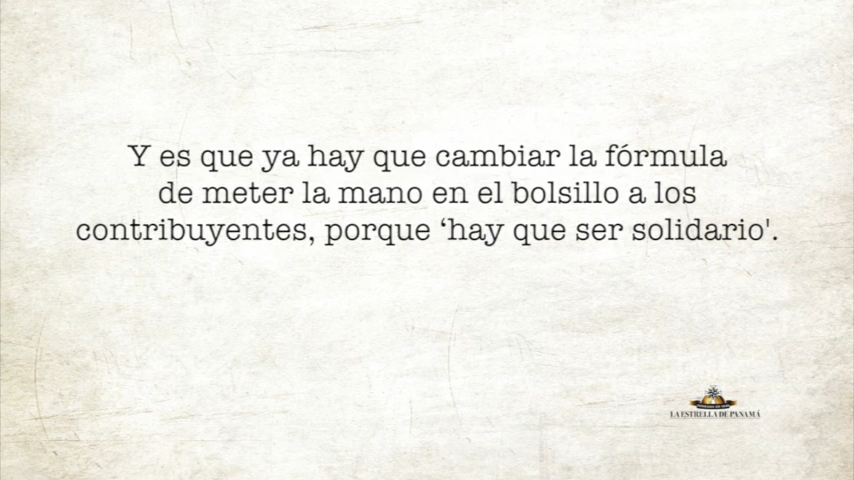 Y es que ya hay que cambiar la fórmula
de meter la mano en el bolsillo a los
contribuyentes, porque ‘hay que ser solidario'.
LA ESTRELLA DE PANAMÁ